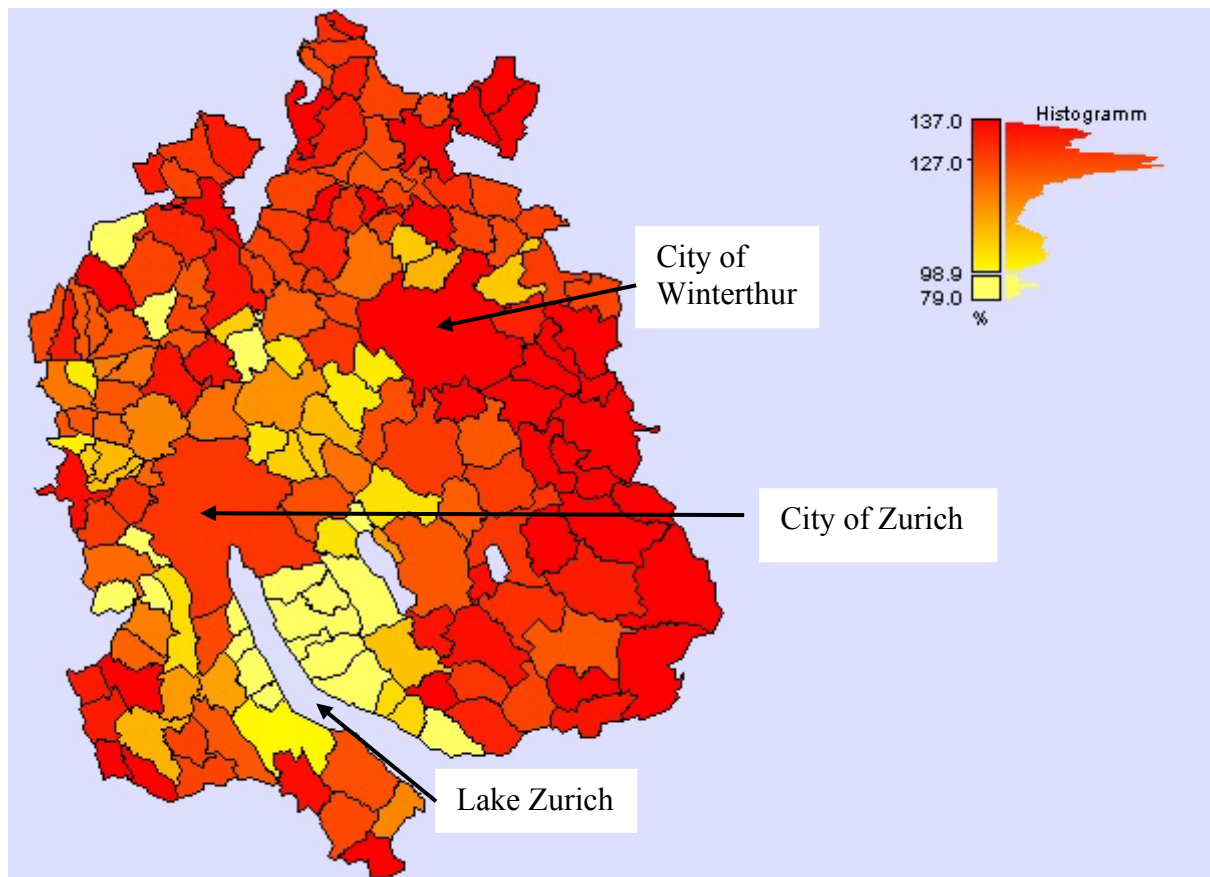 137.0
Histogramm
127.0
98.9
79.0
%
City of
Winterthur
City of Zurich
Lake Zurich